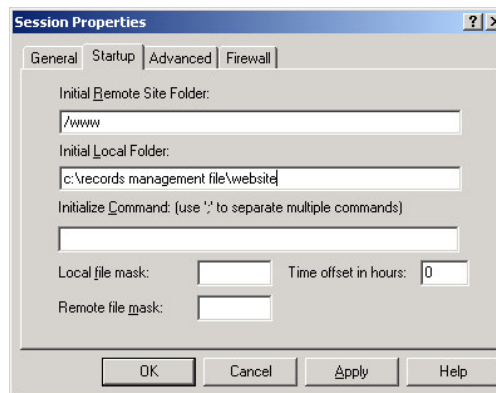 Session Properties
General Startup Advanced Firewall
Initial Remote Site Folder:
/www
Initial Local Folder:
c:\records management file\website
Initialize Command: (use ';' to separate multiple commands)
Local file mask: Time offset in hours: 0
Remote file mask:
OK Cancel Apply Help